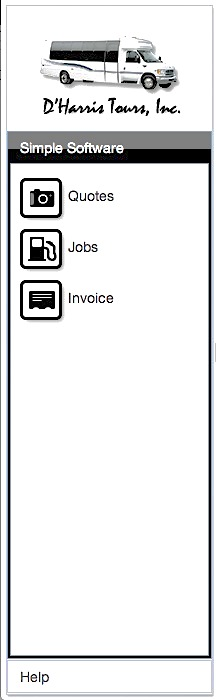 D'Harris Tours, Inc.
Simple Software
Quotes
Jobs
Invoice
Help